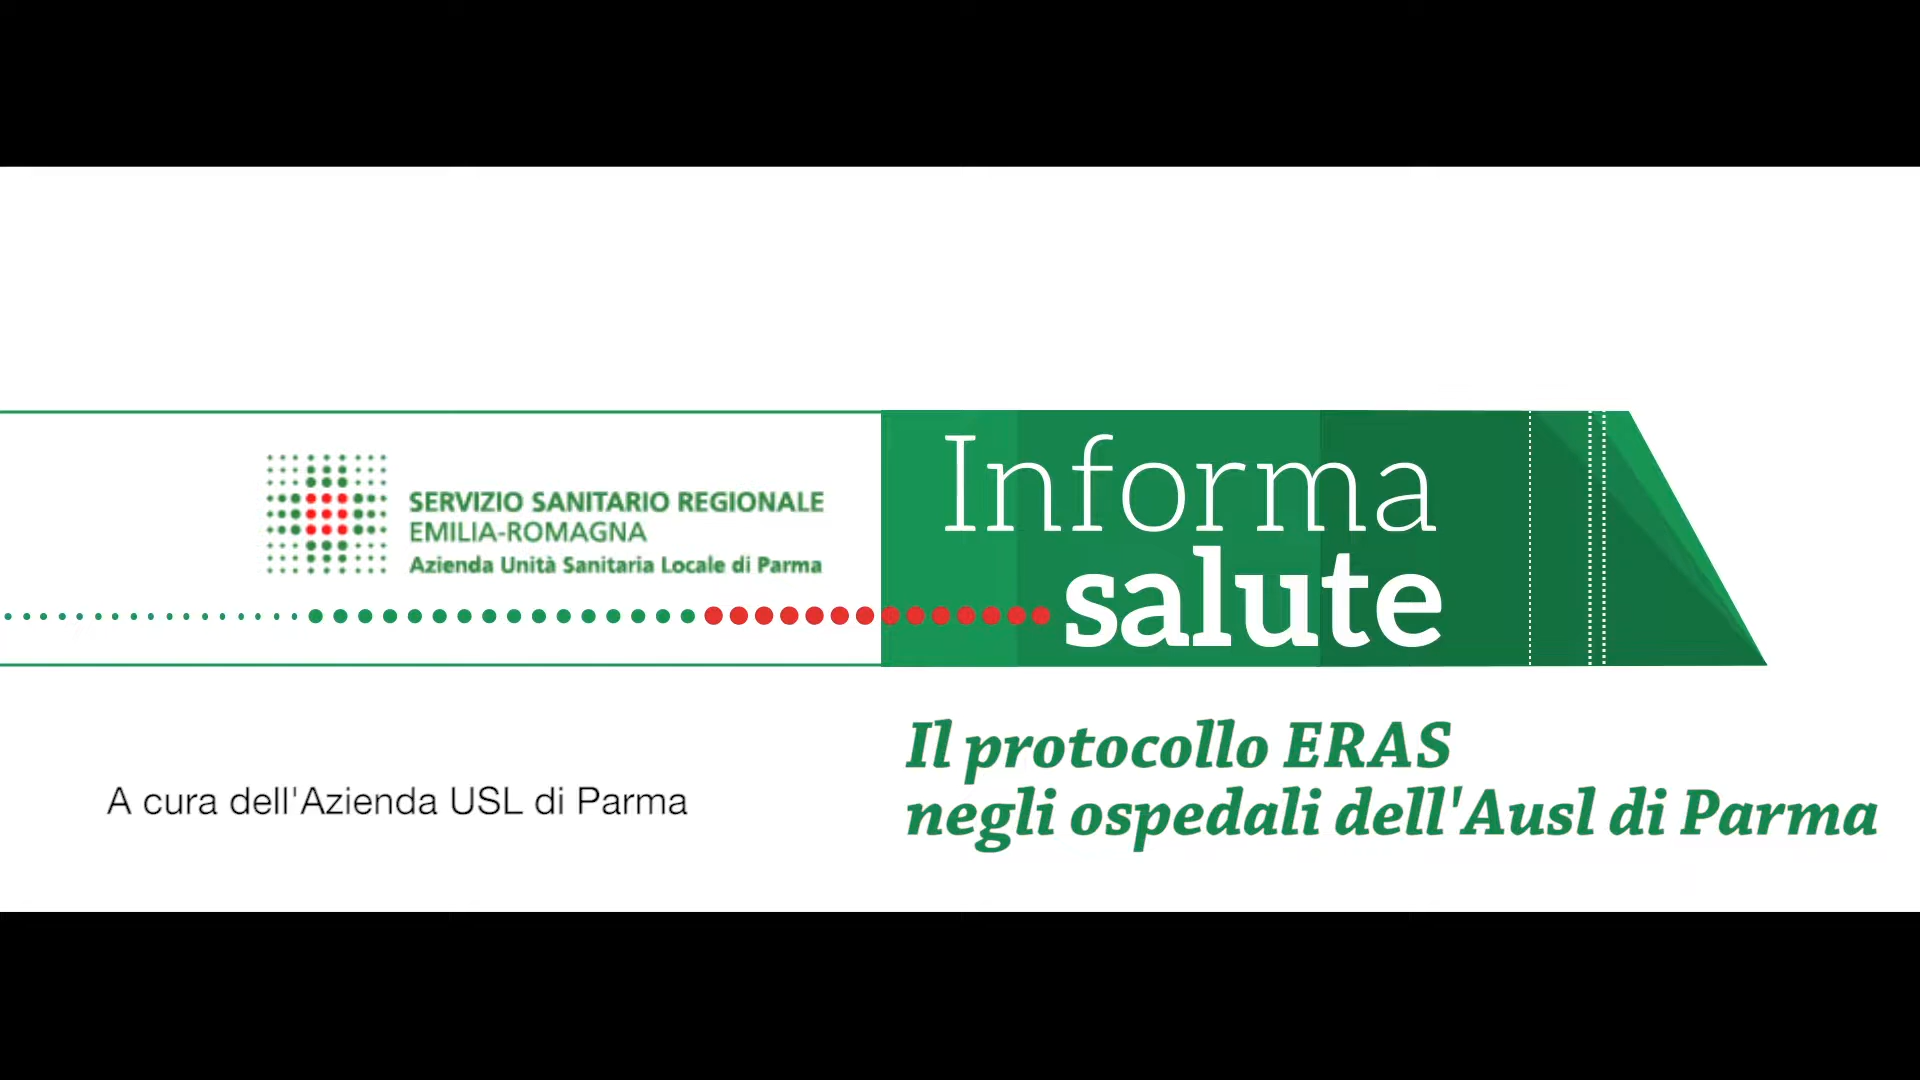 SERVIZIO SANITARIO REGIONALE
EMILIA-ROMAGNA
Azienda Unità Sanitaria Locale di Parma
Informa
salute
Il protocollo ERAS
negli ospedali dell'Ausl di Parma
A cura dell'Azienda USL di Parma